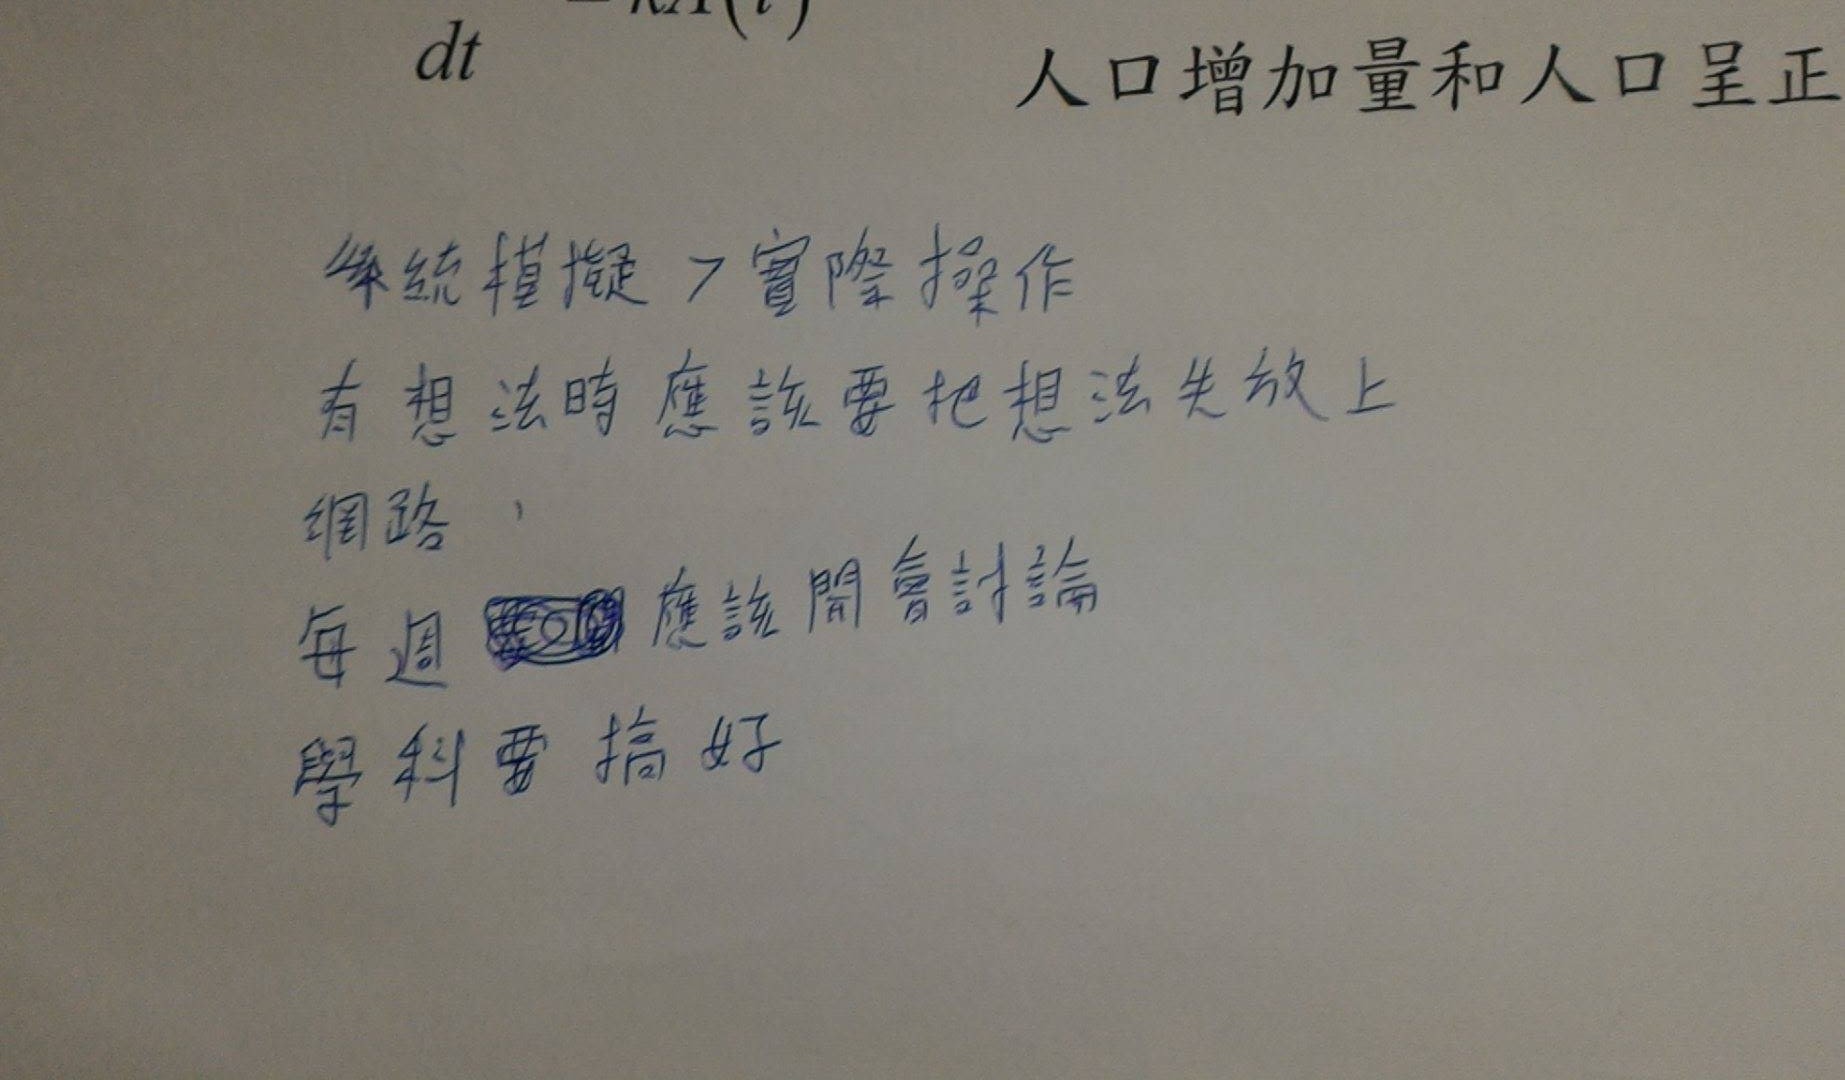 dt = kA(t)
人口增加量和人口呈正
系統模擬 > 實際操作
有想法時應該要把想法先放上
網路,
每週 應該開會討論
學科要搞好